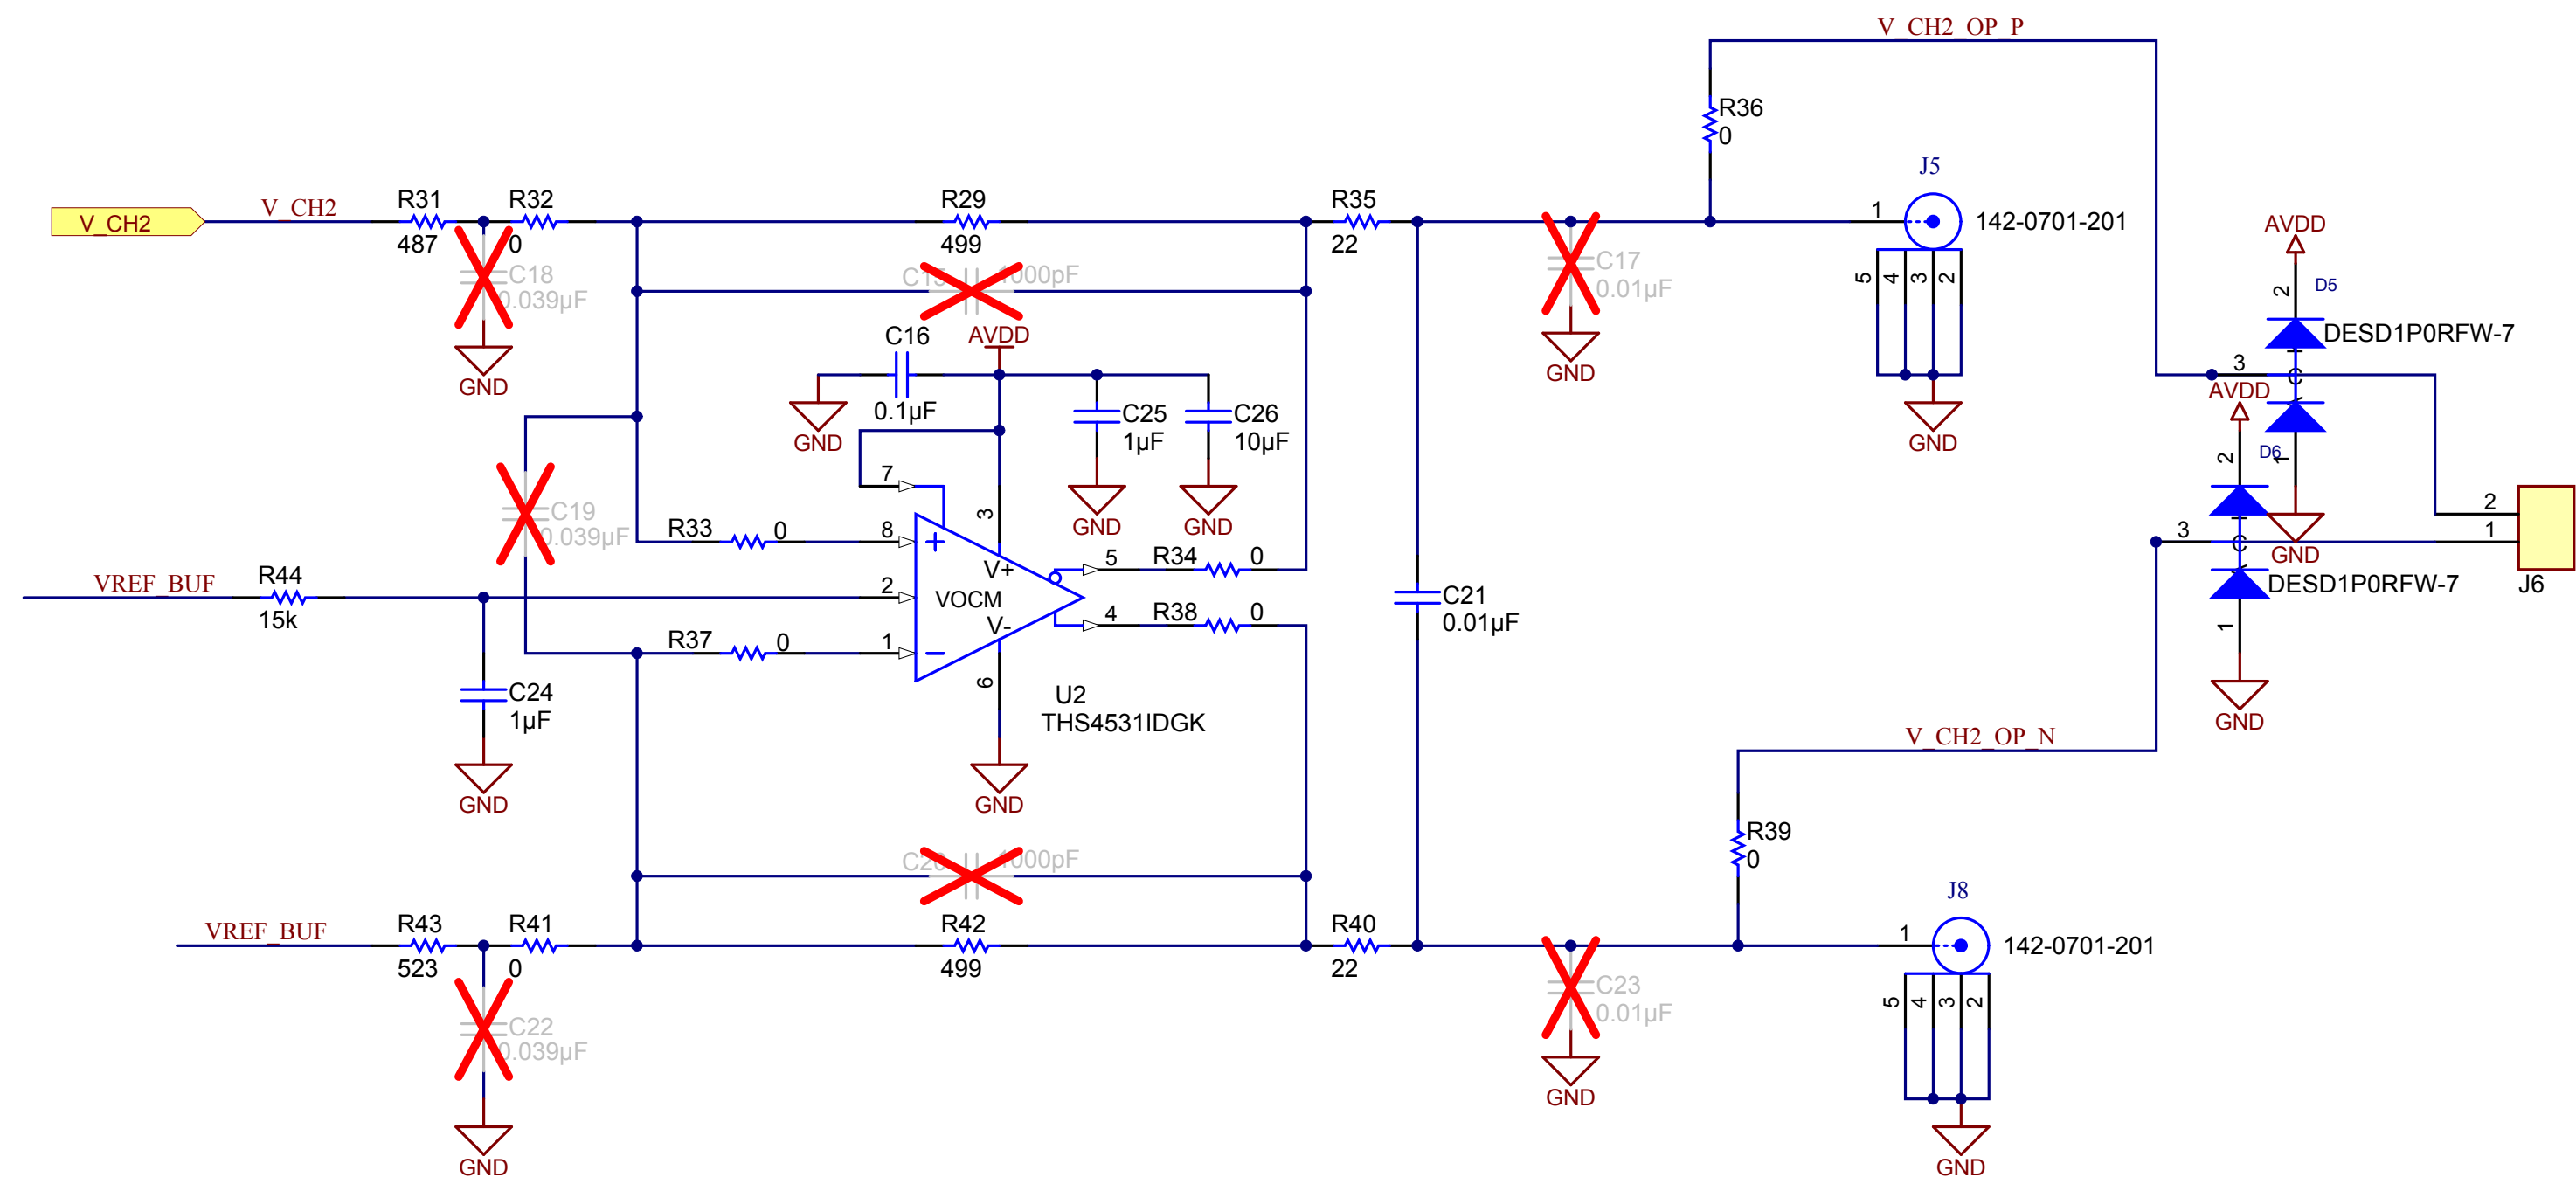 V_CH2_OP_P
R36
0
J5
1
142-0701-201
5
4
3
2
V_CH2
V_CH2
R31
487
R32
0
R29
499
R35
22
C18
0.039µF
GND
1000pF
C17
0.01µF
GND
GND
AVDD
2
D5
DESD1P0RFW-7
3
C
AVDD
C16
0.1µF
GND
AVDD
C25
1µF
GND
C26
10µF
GND
7
3
C19
0.039µF
R33
0
8
V+
5
R34
0
2
D6
1
GND
2
1
J6
3
C
DESD1P0RFW-7
1
GND
VREF_BUF
R44
15k
2
VOCM
4
R38
0
V-
R37
0
1
6
C21
0.01µF
C24
1µF
GND
U2
THS4531IDGK
GND
V_CH2_OP_N
R39
0
1000pF
J8
1
142-0701-201
5
4
3
2
GND
VREF_BUF
R43
523
R41
0
R42
499
R40
22
C22
0.039µF
GND
C23
0.01µF
GND